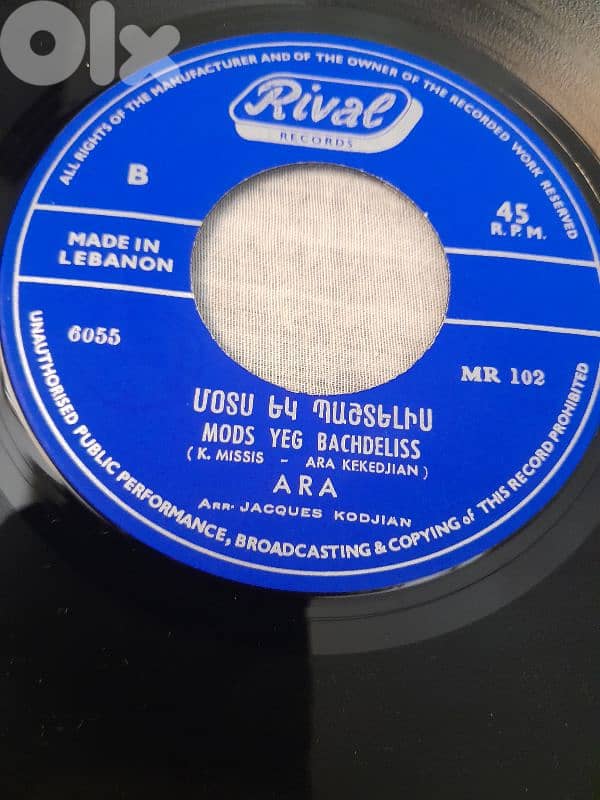 OLX
ALL RIGHTS OF THE MANUFACTURER AND OF THE OWNER OF THE RECORDED WORK RESERVED
Rival
RECORDS
B
45
R.P.M.
MADE IN
LEBANON
6055
MR 102
ՄՕՏՍ ԵԿ ՊԱՇՏԵԼԻՍ
MODS YEG BACHDELISS
( K. MISSIS - ARA KEKEDJIAN )
ARA
ARR. JACQUES KODJIAN
UNAUTHORISED PUBLIC PERFORMANCE, BROADCASTING & COPYING of THIS RECORD PROHIBITED